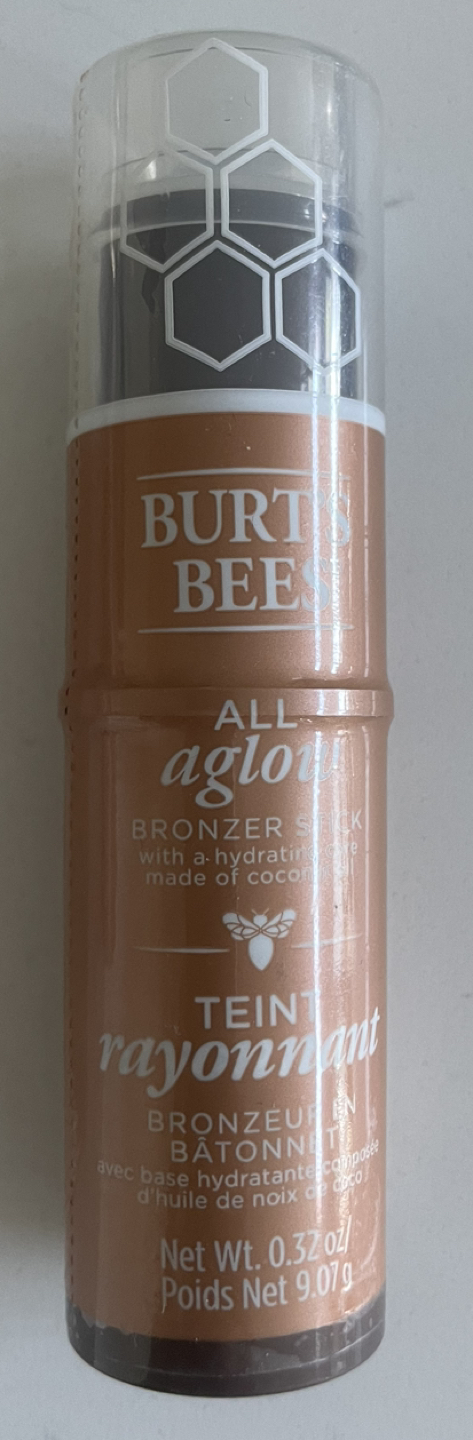 BURT'S
BEES
ALL
aglow
BRONZER STICK
with a hydrating core
made of coconut oil
TEINT
rayonnant
BRONZEUR EN
BÂTONNET
avec base hydratante composée
d'huile de noix de coco
Net Wt. 0.32 oz/
Poids Net 9.07 g